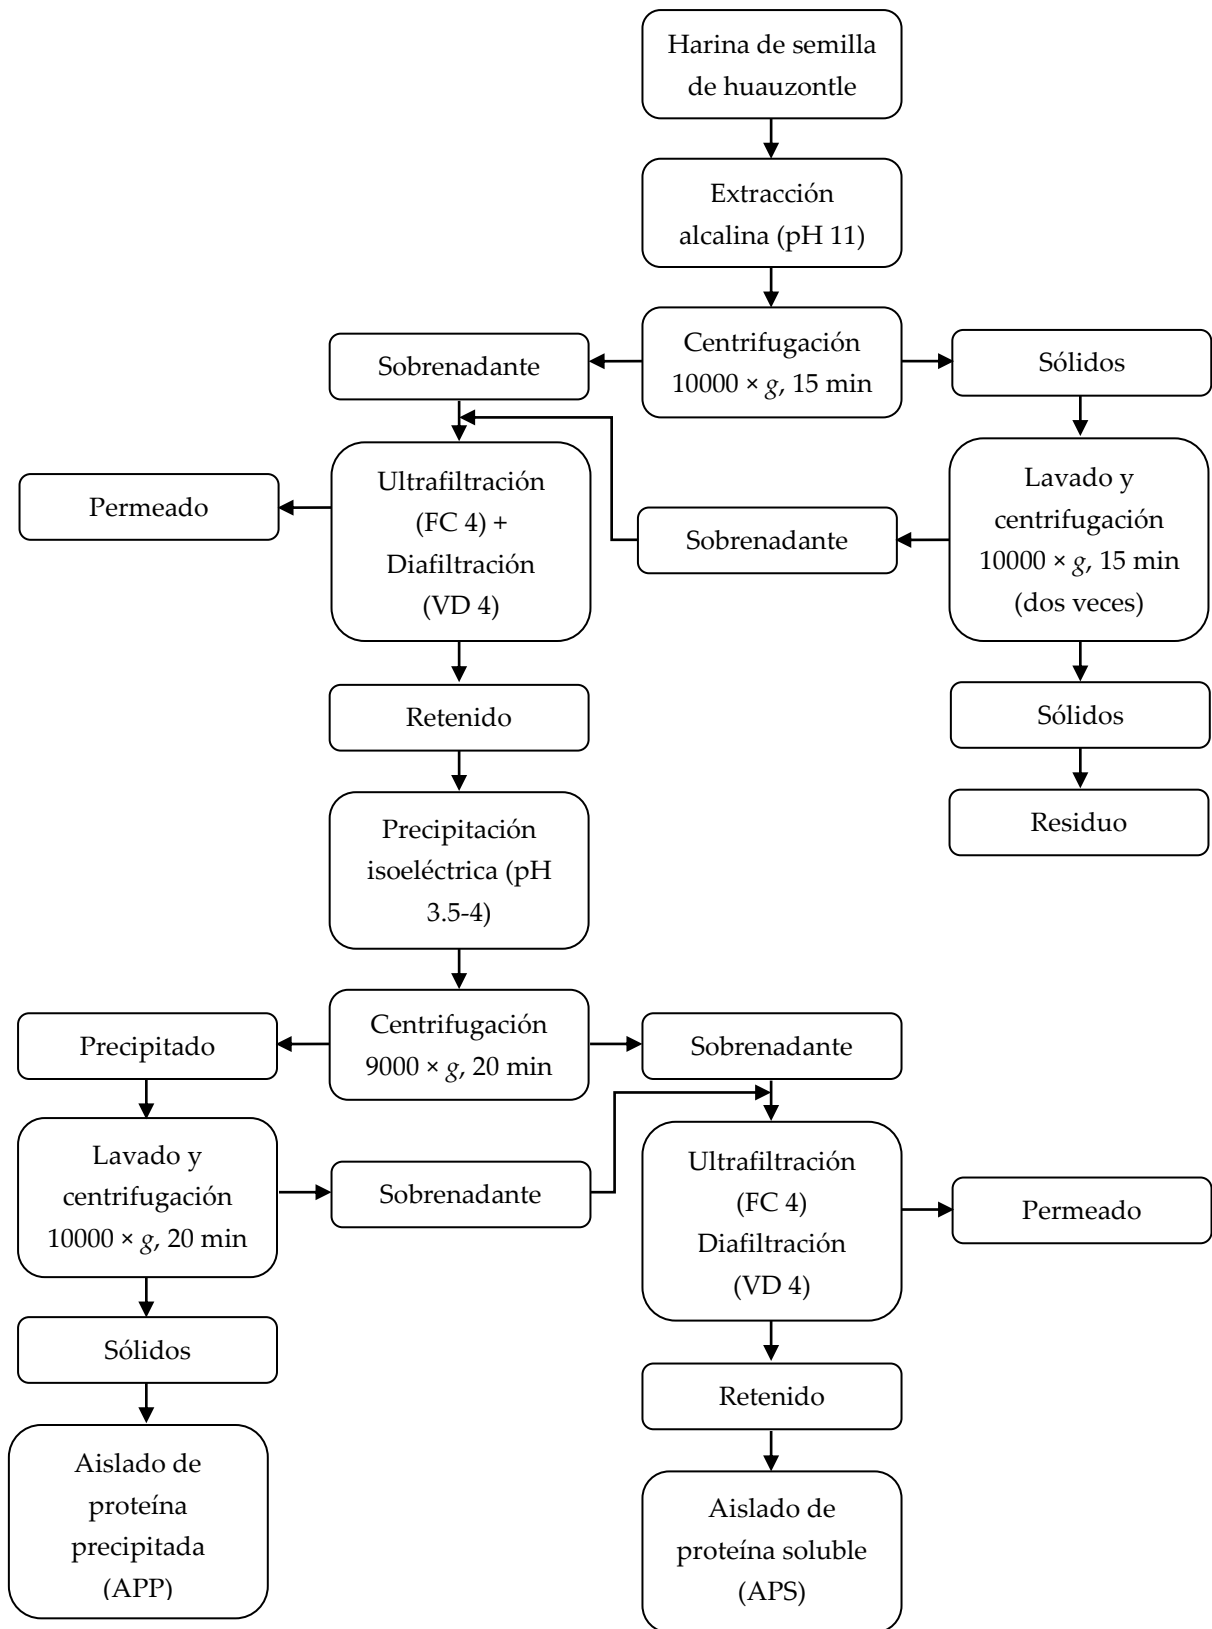 Harina de semilla
de huauzontle
Extracción
alcalina (pH 11)
Centrifugación
10000 × g, 15 min
Sobrenadante
Sólidos
Ultrafiltración
(FC 4) +
Diafiltración
(VD 4)
Permeado
Sobrenadante
Lavado y
centrifugación
10000 × g, 15 min
(dos veces)
Retenido
Sólidos
Precipitación
isoeléctrica (pH
3.5-4)
Residuo
Centrifugación
9000 × g, 20 min
Precipitado
Sobrenadante
Lavado y
centrifugación
10000 × g, 20 min
Sobrenadante
Ultrafiltración
(FC 4)
Diafiltración
(VD 4)
Permeado
Sólidos
Retenido
Aislado de
proteína
precipitada
(APP)
Aislado de
proteína soluble
(APS)